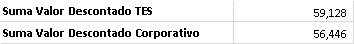 Suma Valor Descontado TES 59,128
Suma Valor Descontado Corporativo 56,446